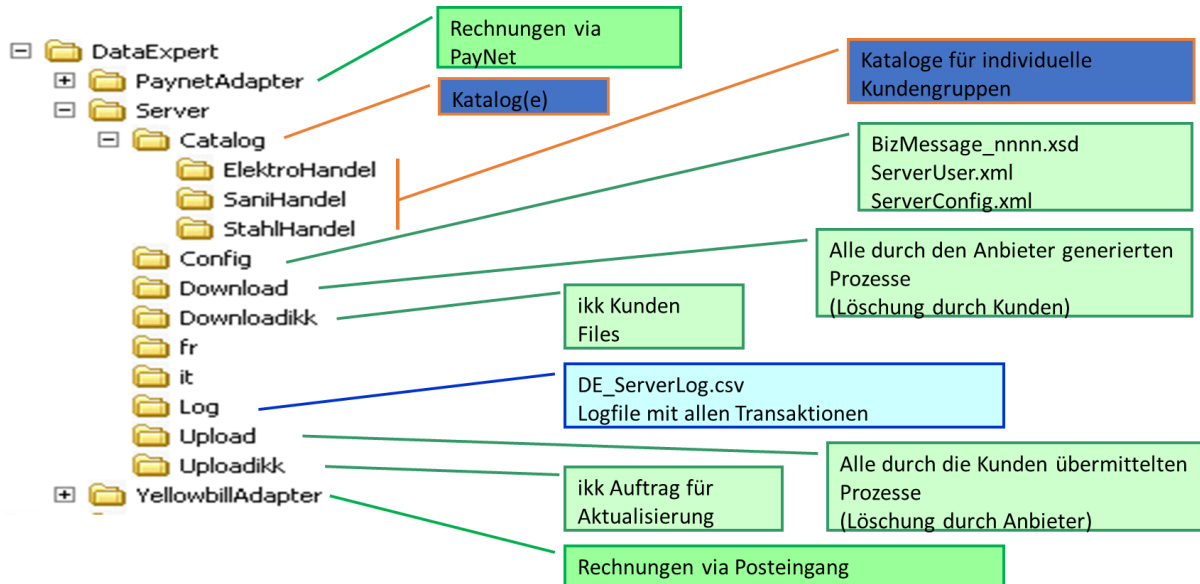 DataExpert
PaynetAdapter
Server
Catalog
ElektroHandel
SaniHandel
StahlHandel
Config
Download
Downloadikk
fr
it
Log
Upload
Uploadikk
YellowbillAdapter
Rechnungen via
PayNet
Katalog(e)
Kataloge für individuelle
Kundengruppen
BizMessage_nnnn.xsd
ServerUser.xml
ServerConfig.xml
Alle durch den Anbieter generierten
Prozesse
(Löschung durch Kunden)
ikk Kunden
Files
DE_ServerLog.csv
Logfile mit allen Transaktionen
Alle durch die Kunden übermittelten
Prozesse
(Löschung durch Anbieter)
ikk Auftrag für
Aktualisierung
Rechnungen via Posteingang